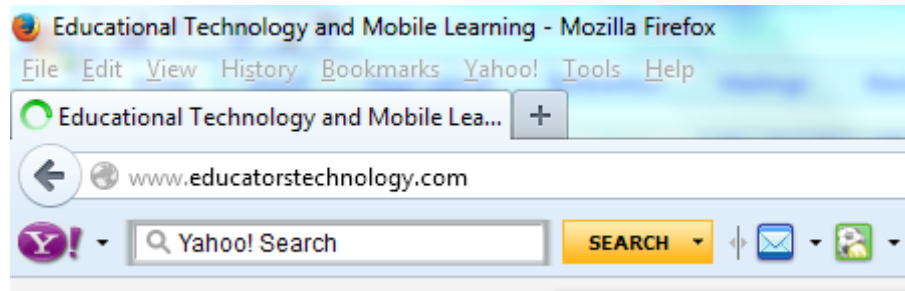 Educational Technology and Mobile Learning - Mozilla Firefox
File Edit View History Bookmarks Yahoo! Tools Help
Educational Technology and Mobile Lea... +
www.educatorstechnology.com
Y! Yahoo! Search SEARCH